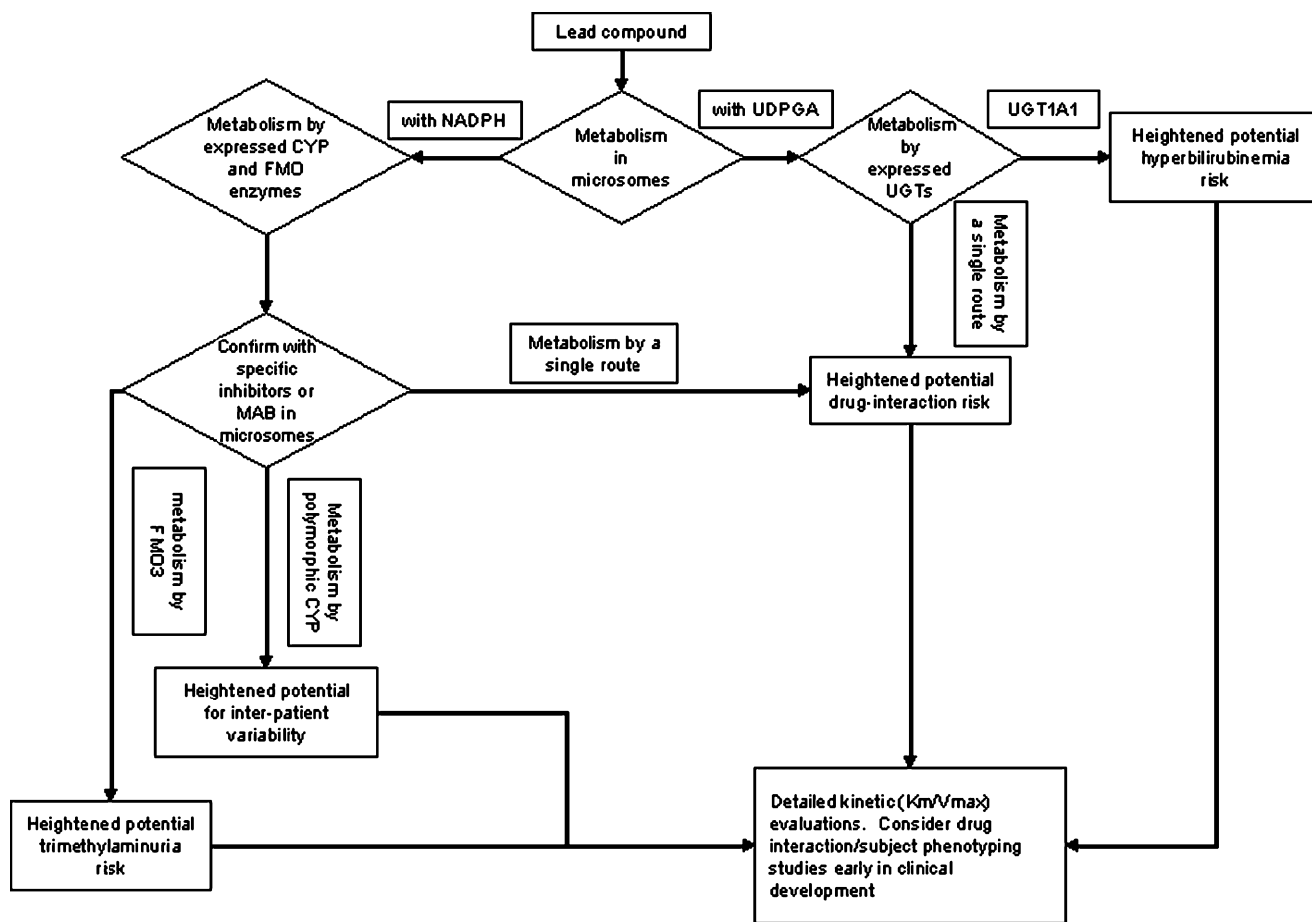 Lead compound
with NADPH
with UDPGA
UGT1A1
Metabolism by
expressed CYP
and FMO
enzymes
Metabolism
in
microsomes
Metabolism
by
expressed
UGTs
Heightened potential
hyperbilirubinemia
risk
Metabolism by
a single route
Confirm with
specific
inhibitors or
MAB in
microsomes
Metabolism by a
single route
Heightened potential
drug-interaction risk
metabolism by
FMO3
Metabolism by
polymorphic CYP
Heightened potential
for inter-patient
variability
Heightened potential
trimethylaminuria
risk
Detailed kinetic (Km/Vmax)
evaluations. Consider drug
interaction/subject phenotyping
studies early in clinical
development